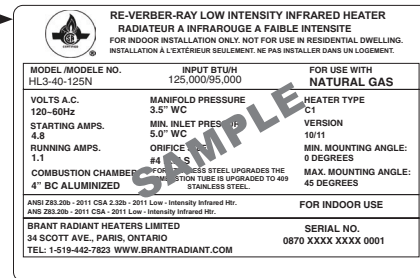 RE-VERBER-RAY LOW INTENSITY INFRARED HEATER
RADIATEUR A INFRAROUGE A FAIBLE INTENSITE
FOR INDOOR INSTALLATION ONLY. NOT FOR USE IN RESIDENTIAL DWELLING.
INSTALLATION À L'EXTÉRIEUR SEULEMENT. NE PAS INSTALLER DANS UN LOGEMENT.
CERTIFIED ®
MODEL /MODELE NO. INPUT BTU/H FOR USE WITH
HL3-40-125N 125,000/95,000 NATURAL GAS
VOLTS A.C. MANIFOLD PRESSURE HEATER TYPE
120~60Hz 3.5" WC C1
STARTING AMPS. MIN. INLET PRESSURE VERSION
4.8 5.0" WC 10/11
RUNNING AMPS. ORIFICE MIN. MOUNTING ANGLE:
1.1 #4 0 DEGREES
COMBUSTION CHAMBER FOR STAINLESS STEEL UPGRADES THE MAX. MOUNTING ANGLE:
4" BC ALUMINIZED COMBUSTION TUBE IS UPGRADED TO 409 45 DEGREES
STAINLESS STEEL.
SAMPLE
ANSI Z83.20b - 2011 CSA 2.32b - 2011 Low - Intensity Infrared Htr. FOR INDOOR USE
ANS Z83.20b - 2011 CSA - 2011 Low - Intensity Infrared Htr.
BRANT RADIANT HEATERS LIMITED SERIAL NO.
34 SCOTT AVE., PARIS, ONTARIO 0870 XXXX XXXX 0001
TEL: 1-519-442-7823 WWW.BRANTRADIANT.COM